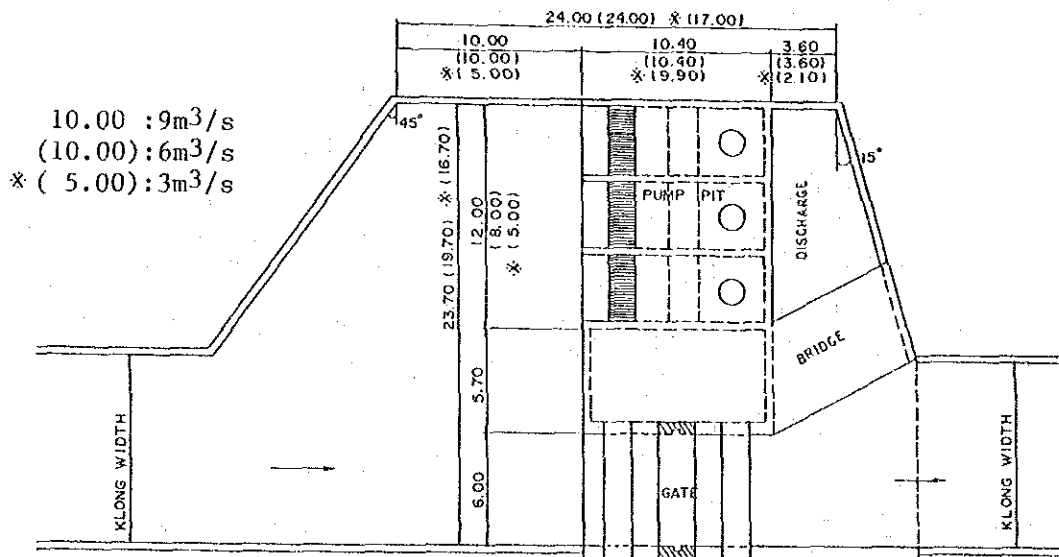 24.00 (24.00) ※ (17.00)
10.00
(10.00)
※ ( 5.00)
10.40
(10.40)
※ (9.90)
3.60
(3.60)
※ (2.10)
10.00 :9m³/s
(10.00):6m³/s
※ ( 5.00):3m³/s
45°
15°
23.70 (19.70) ※ (16.70)
12.00
(8.00)
※ (5.00)
PUMP PIT
DISCHARGE
BRIDGE
5.70
6.00
KLONG WIDTH
GATE
KLONG WIDTH